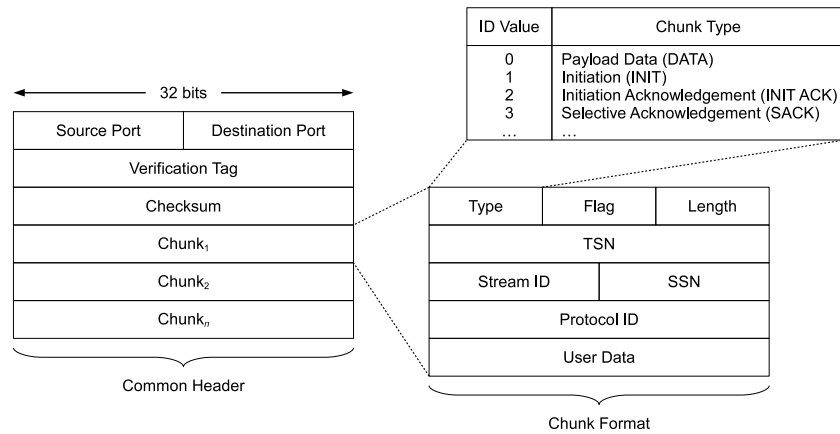 ID Value Chunk Type
0 Payload Data (DATA)
1 Initiation (INIT)
2 Initiation Acknowledgement (INIT ACK)
3 Selective Acknowledgement (SACK)
... ...
32 bits
Source Port Destination Port
Verification Tag
Checksum
Chunk₁
Chunk₂
Chunkₙ
Common Header
Type Flag Length
TSN
Stream ID SSN
Protocol ID
User Data
Chunk Format